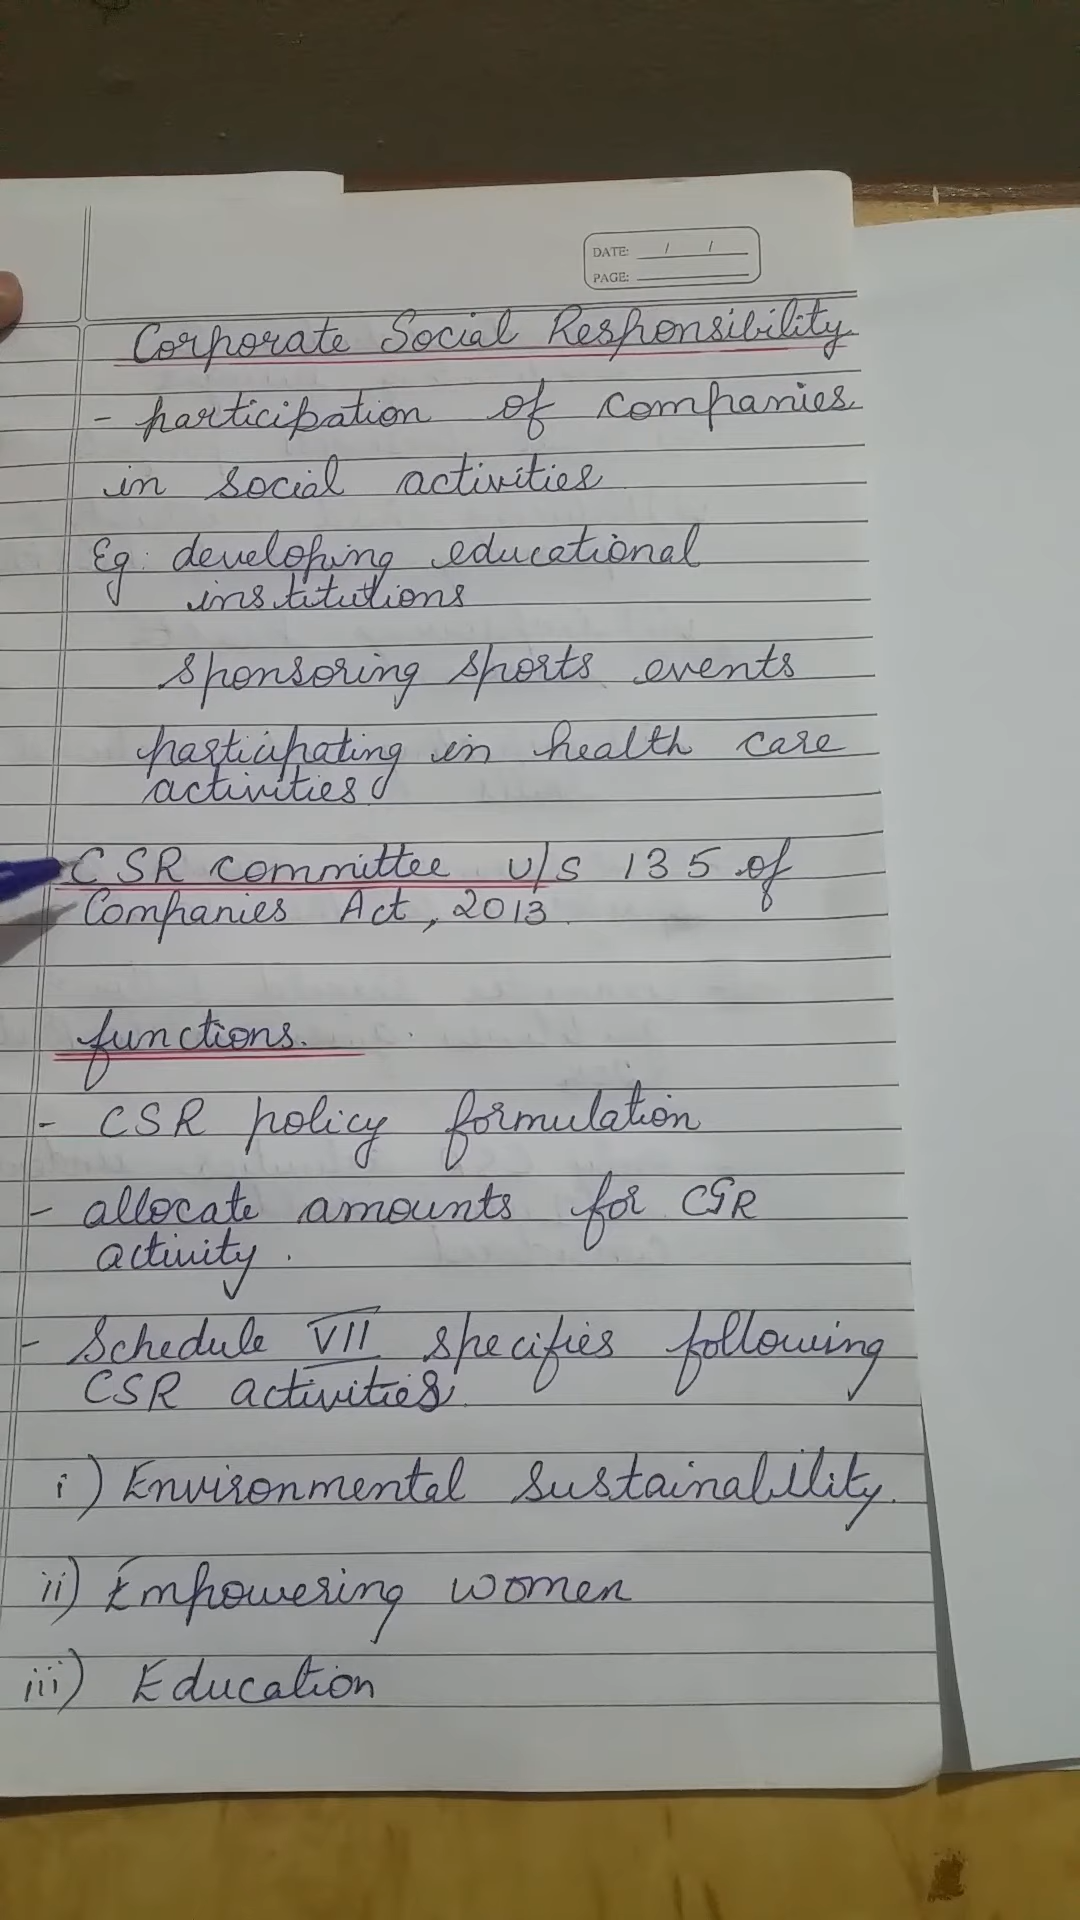 DATE: / /
PAGE:
Corporate Social Responsibility
- participation of companies
in social activities
Eg: developing educational
institutions
sponsoring sports events
participating in health care
activities
CSR committee u/s 135 of
Companies Act, 2013.
functions.
- CSR policy formulation
- allocate amounts for CSR
activity.
- Schedule VII specifies following
CSR activities.
i) Environmental Sustainability.
ii) Empowering women
iii) Education